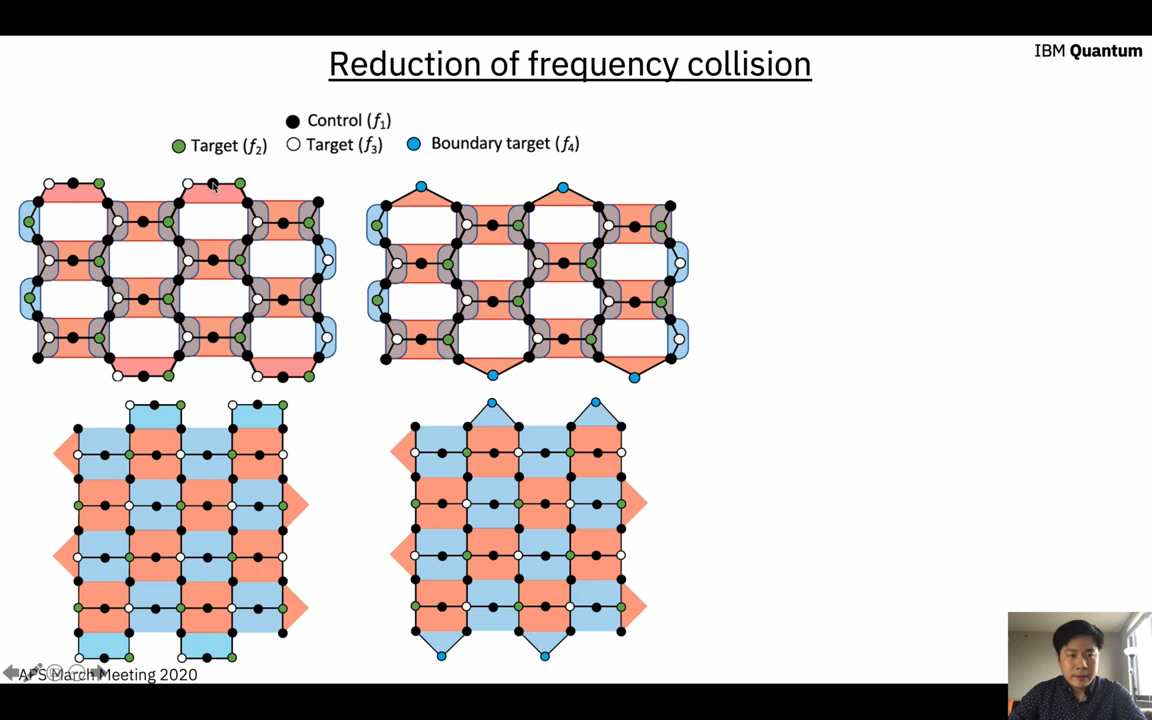 Reduction of frequency collision
IBM Quantum
Control (f₁)
Target (f₂)
Target (f₃)
Boundary target (f₄)
APS March Meeting 2020